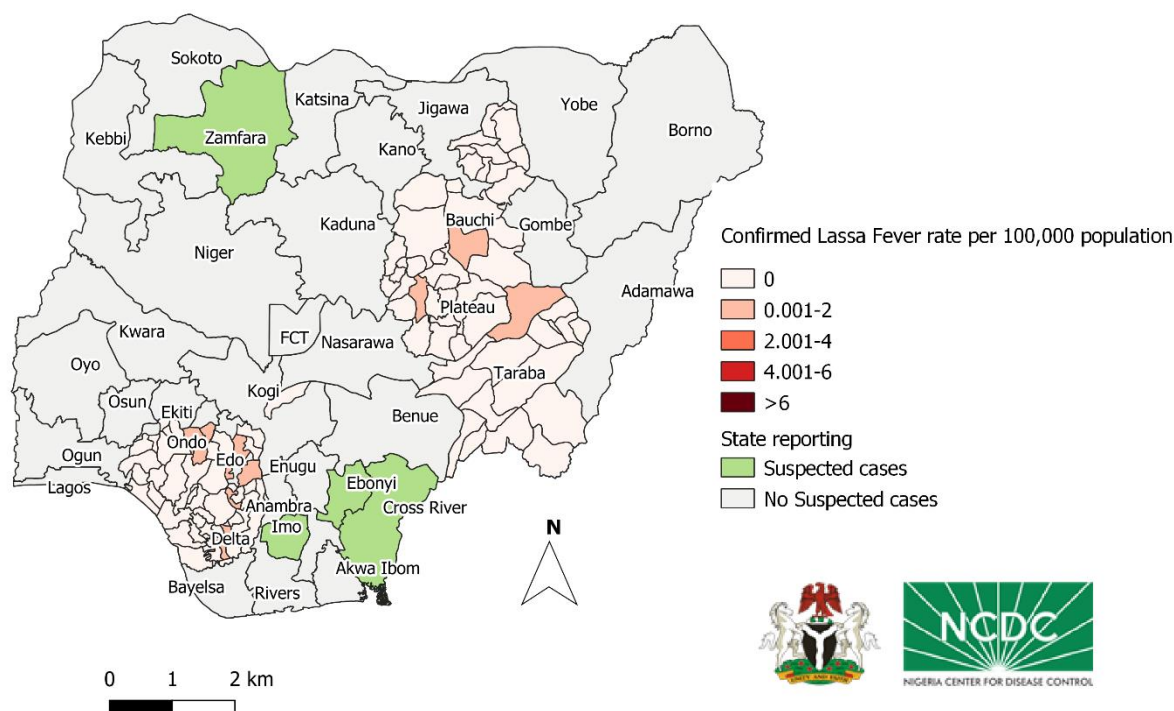 Sokoto
Katsina
Jigawa
Yobe
Borno
Kebbi
Zamfara
Kano
Kaduna
Bauchi
Gombe
Niger
Plateau
Adamawa
Kwara
FCT
Nasarawa
Oyo
Taraba
Kogi
Osun
Ekiti
Benue
Ondo
Ogun
Edo
Enugu
Lagos
Ebonyi
Anambra
Cross River
Imo
Delta
Akwa Ibom
Bayelsa
Rivers
Confirmed Lassa Fever rate per 100,000 population
0
0.001-2
2.001-4
4.001-6
>6
State reporting
Suspected cases
No Suspected cases
N
NCDC
NIGERIA CENTER FOR DISEASE CONTROL
0 1 2 km